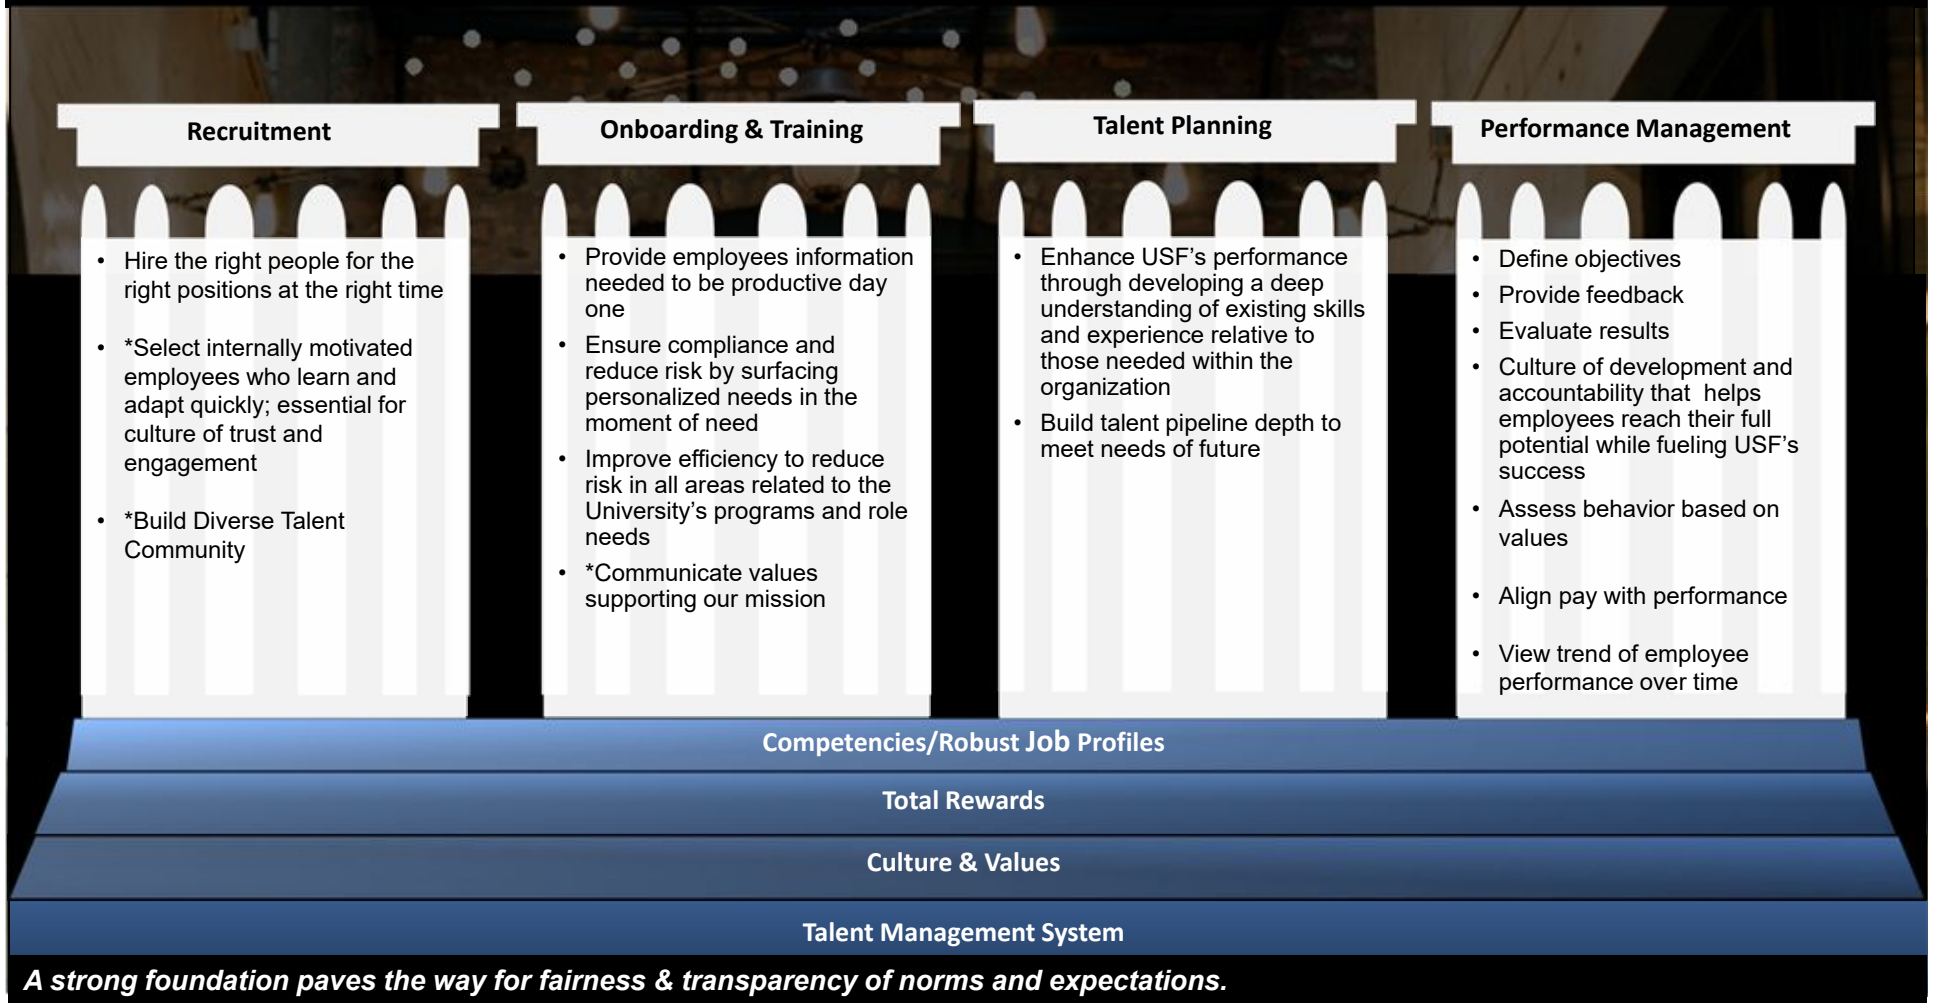 Recruitment
• Hire the right people for the
right positions at the right time
• *Select internally motivated
employees who learn and
adapt quickly; essential for
culture of trust and
engagement
• *Build Diverse Talent
Community
Onboarding & Training
• Provide employees information
needed to be productive day
one
• Ensure compliance and
reduce risk by surfacing
personalized needs in the
moment of need
• Improve efficiency to reduce
risk in all areas related to the
University’s programs and role
needs
• *Communicate values
supporting our mission
Talent Planning
• Enhance USF’s performance
through developing a deep
understanding of existing skills
and experience relative to
those needed within the
organization
• Build talent pipeline depth to
meet needs of future
Performance Management
• Define objectives
• Provide feedback
• Evaluate results
• Culture of development and
accountability that  helps
employees reach their full
potential while fueling USF’s
success
• Assess behavior based on
values
• Align pay with performance
• View trend of employee
performance over time
Competencies/Robust Job Profiles
Total Rewards
Culture & Values
Talent Management System
A strong foundation paves the way for fairness & transparency of norms and expectations.